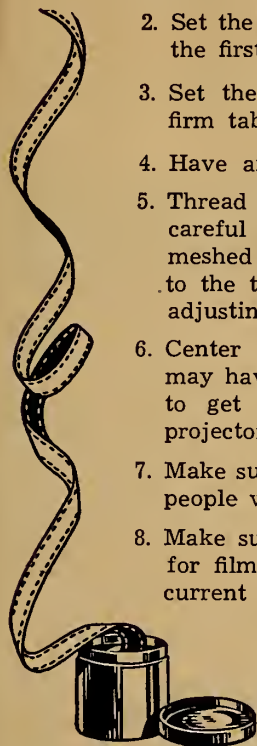 2. Set the
the first
3. Set the
firm tab
4. Have a
5. Thread
careful
meshed
to the t
adjustin
6. Center
may hav
to get
projecto
7. Make su
people v
8. Make su
for film
current